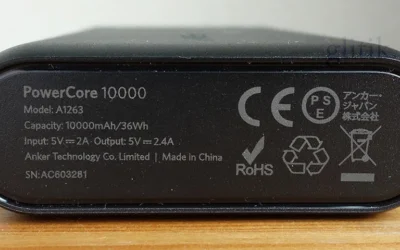 PowerCore 10000
Model: A1263
Capacity: 10000mAh/36Wh
Input: 5V⎓2A Output: 5V⎓2.4A
Anker Technology Co. Limited | Made in China
SN:AC603281
CE
PS
E
アンカー・
ジャパン
株式会社
RoHS